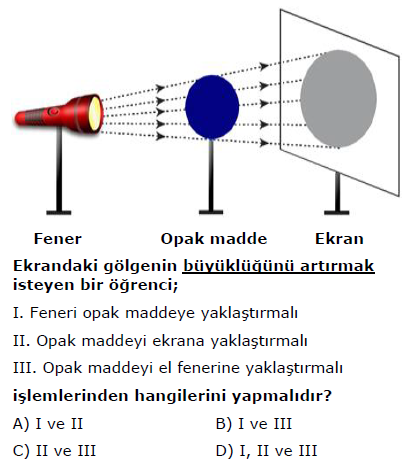 Fener Opak madde Ekran
Ekrandaki gölgenin büyüklüğünü artırmak
isteyen bir öğrenci;
I. Feneri opak maddeye yaklaştırmalı
II. Opak maddeyi ekrana yaklaştırmalı
III. Opak maddeyi el fenerine yaklaştırmalı
işlemlerinden hangilerini yapmalıdır?
A) I ve II B) I ve III
C) II ve III D) I, II ve III